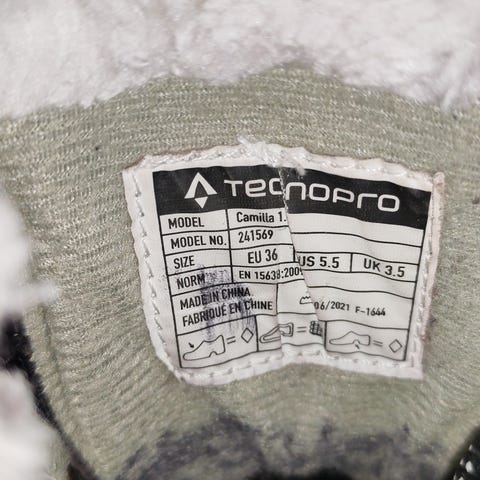 TECNOPRO
MODEL Camilla 1.
MODEL NO. 241569
SIZE EU 36 US 5.5 UK 3.5
NORM EN 15638:200
MADE IN CHINA
FABRIQUÉ EN CHINE 06/2021 F-1644